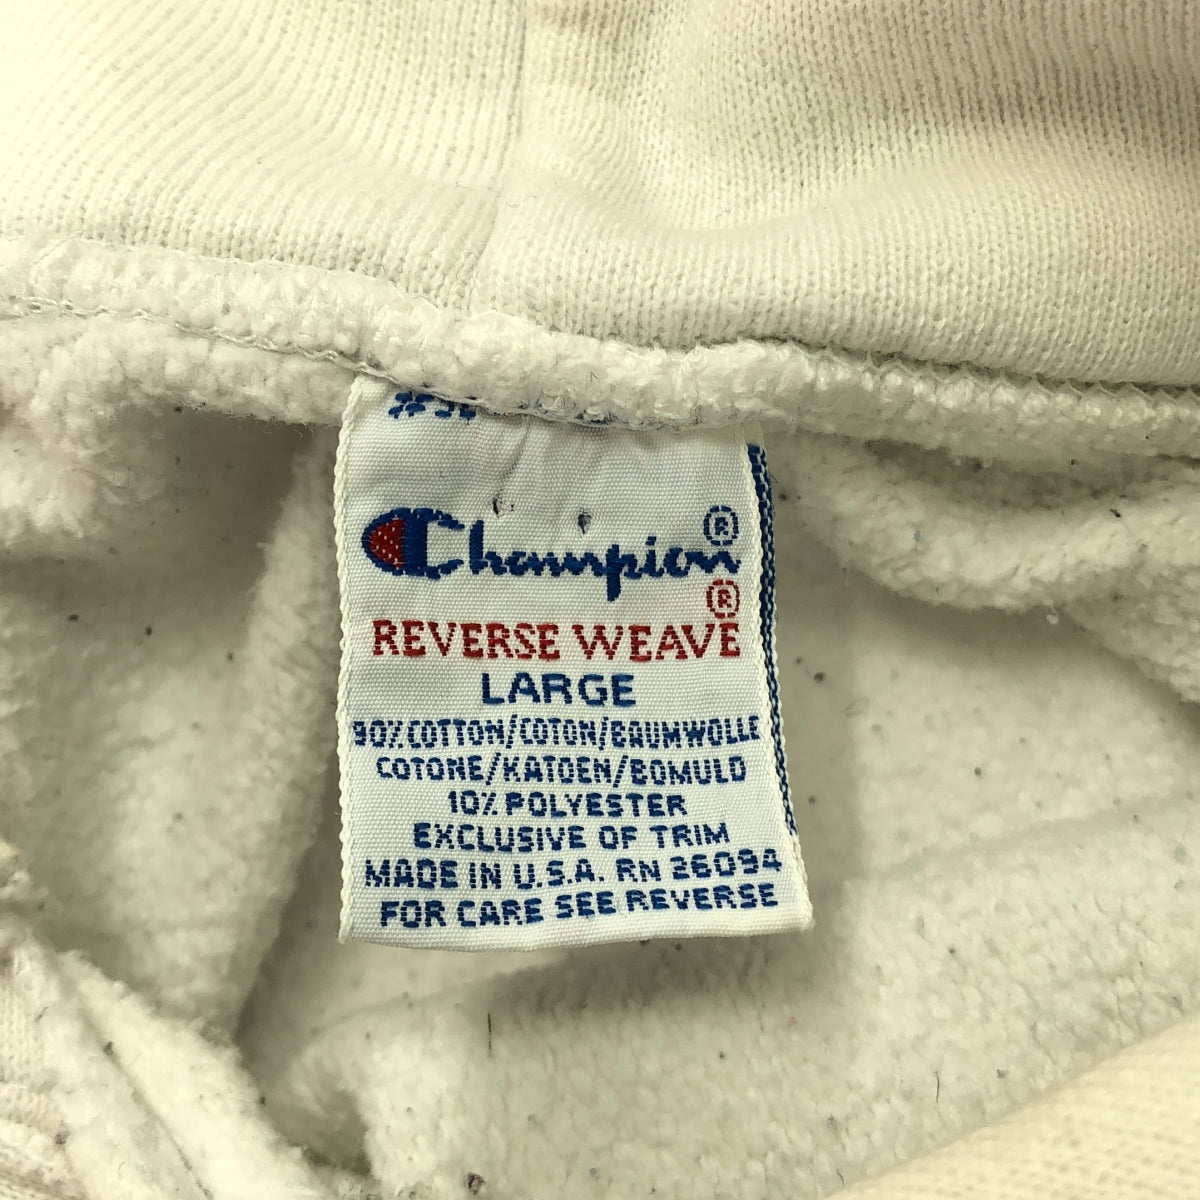 Champion®
REVERSE WEAVE®
LARGE
90% COTTON/COTON/BAUMWOLLE
COTONE/KATOEN/BOMULD
10% POLYESTER
EXCLUSIVE OF TRIM
MADE IN U.S.A. RN 26094
FOR CARE SEE REVERSE